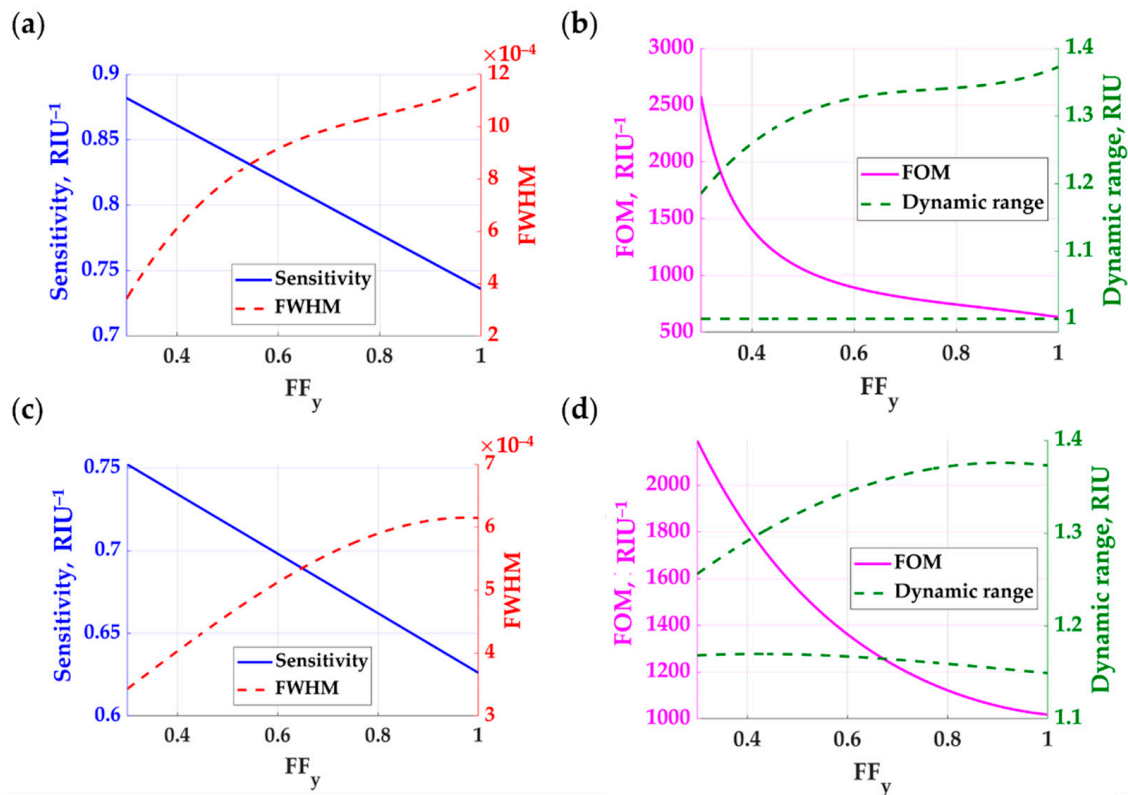 (a)
×10⁻⁴
0.9
0.85
0.8
0.75
0.7
Sensitivity, RIU⁻¹
12
10
8
6
4
2
FWHM
Sensitivity
FWHM
0.4 0.6 0.8 1
FFy
(b)
3000
2500
2000
1500
1000
500
FOM, RIU⁻¹
1.4
1.3
1.2
1.1
1
Dynamic range, RIU
FOM
Dynamic range
0.4 0.6 0.8 1
FFy
(c)
×10⁻⁴
0.75
0.7
0.65
0.6
Sensitivity, RIU⁻¹
7
6
5
4
3
FWHM
Sensitivity
FWHM
0.4 0.6 0.8 1
FFy
(d)
2000
1800
1600
1400
1200
1000
FOM, RIU⁻¹
1.4
1.3
1.2
1.1
Dynamic range, RIU
FOM
Dynamic range
0.4 0.6 0.8 1
FFy